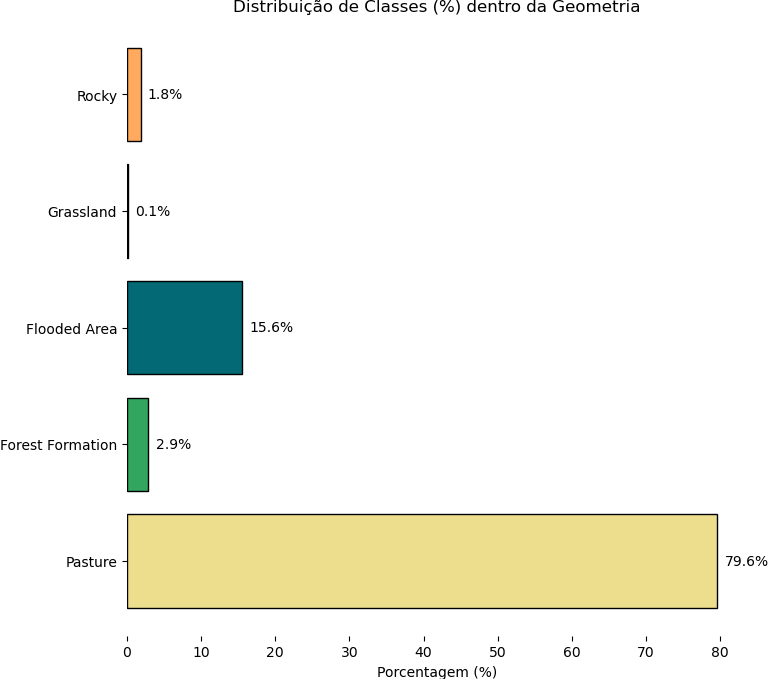 Distribuição de Classes (%) dentro da Geometria
Rocky
1.8%
Grassland
0.1%
Flooded Area
15.6%
Forest Formation
2.9%
Pasture
79.6%
0 10 20 30 40 50 60 70 80
Porcentagem (%)